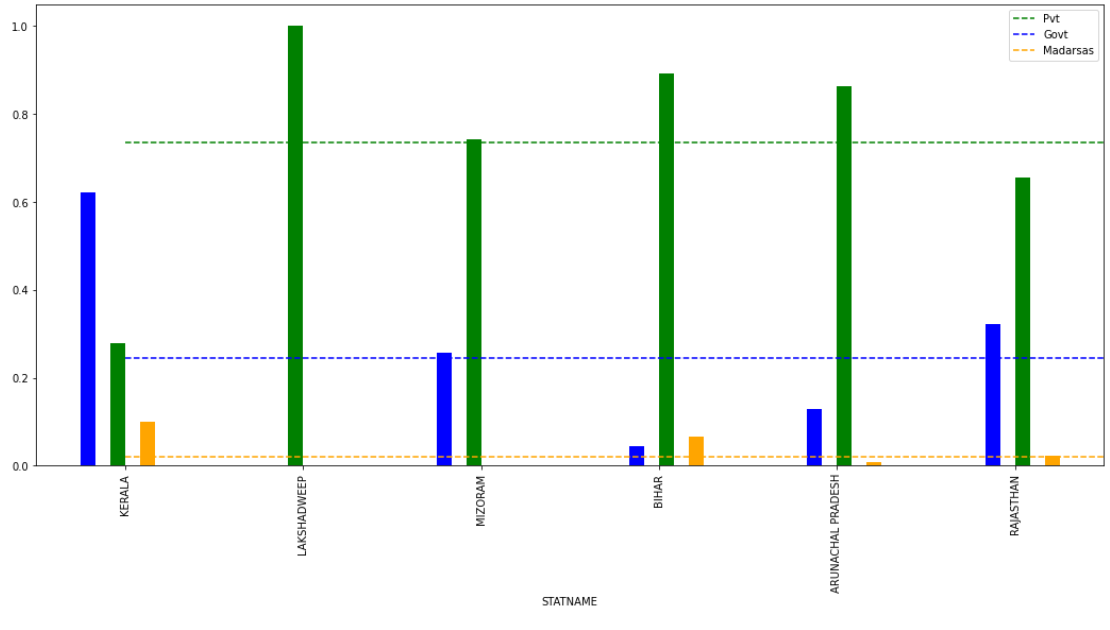 1.0
0.8
0.6
0.4
0.2
0.0
Pvt
Govt
Madarsas
KERALA
LAKSHADWEEP
MIZORAM
BIHAR
ARUNACHAL PRADESH
RAJASTHAN
STATNAME